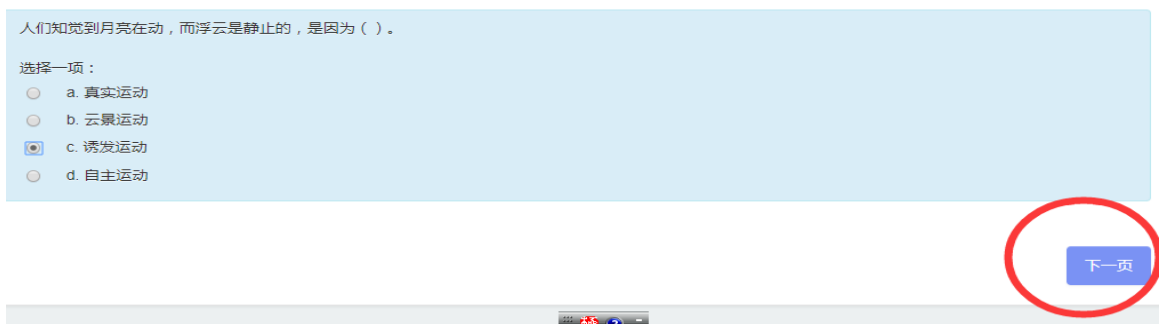 人们知觉到月亮在动，而浮云是静止的，是因为（ ）。
选择一项：
a. 真实运动
b. 云景运动
c. 诱发运动
d. 自主运动
下一页